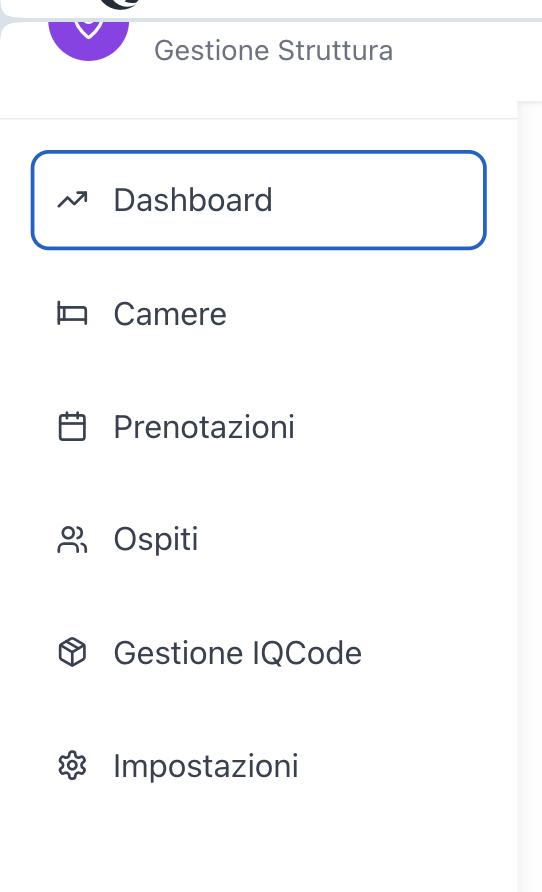 Gestione Struttura
Dashboard
Camere
Prenotazioni
Ospiti
Gestione IQCode
Impostazioni